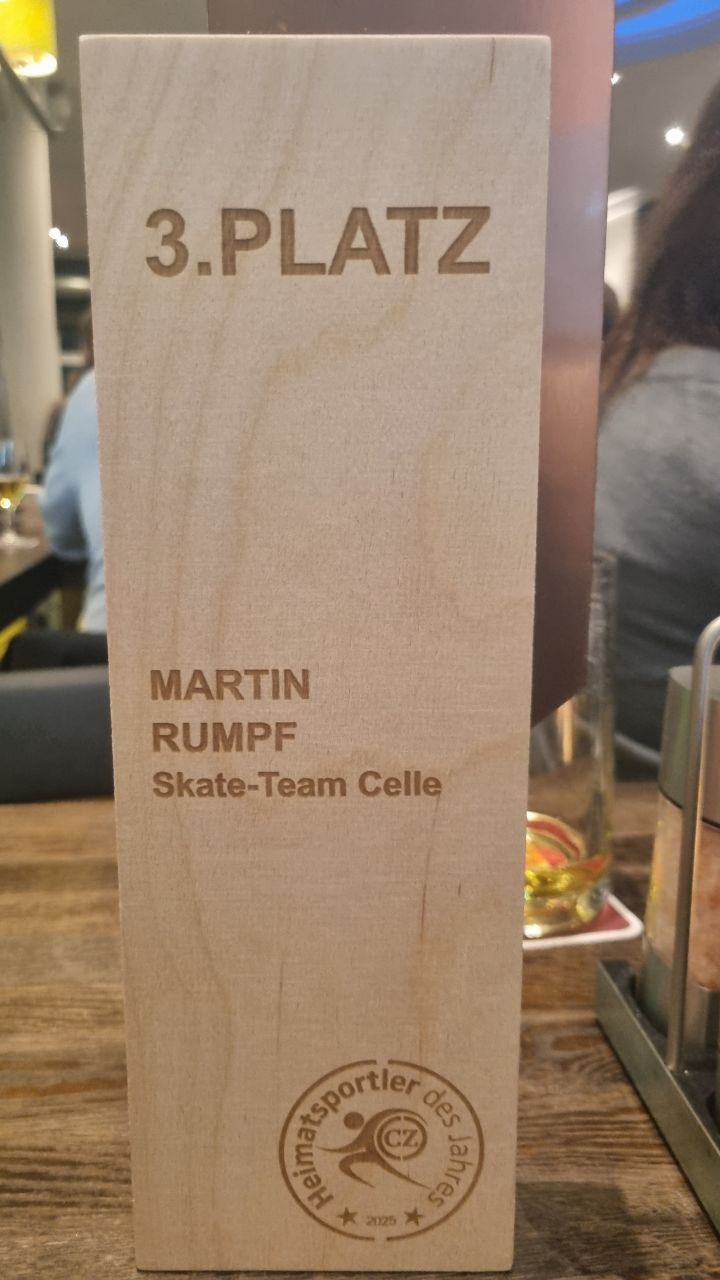 3.PLATZ
MARTIN
RUMPF
Skate-Team Celle
Heimatsportler des Jahres
CZ
2025